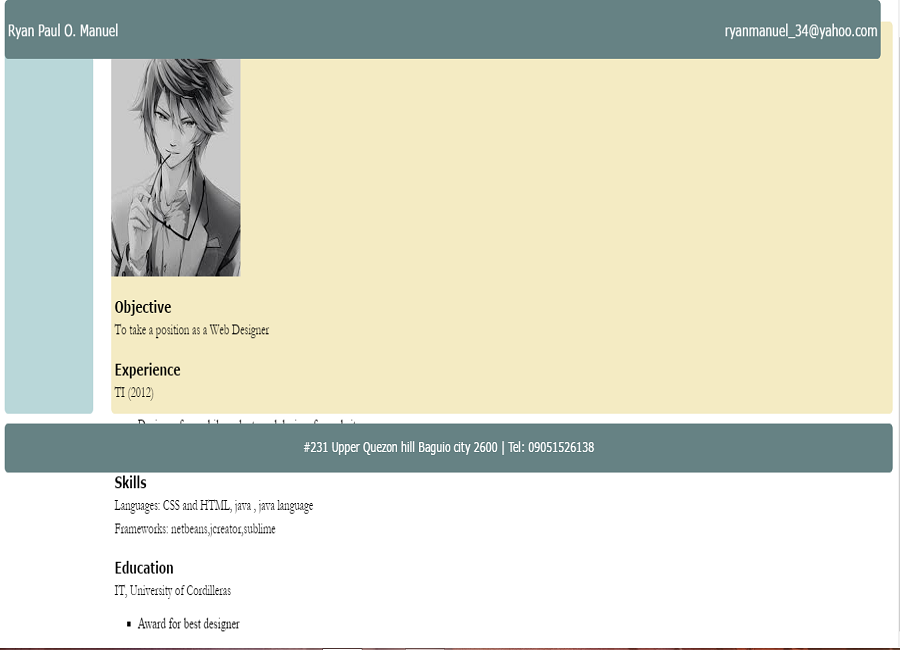 Ryan Paul O. Manuel
ryanmanuel_34@yahoo.com
Objective
To take a position as a Web Designer
Experience
TI (2012)
#231 Upper Quezon hill Baguio city 2600 | Tel: 09051526138
Skills
Languages: CSS and HTML, java , java language
Frameworks: netbeans,jcreator,sublime
Education
IT, University of Cordilleras
▪ Award for best designer